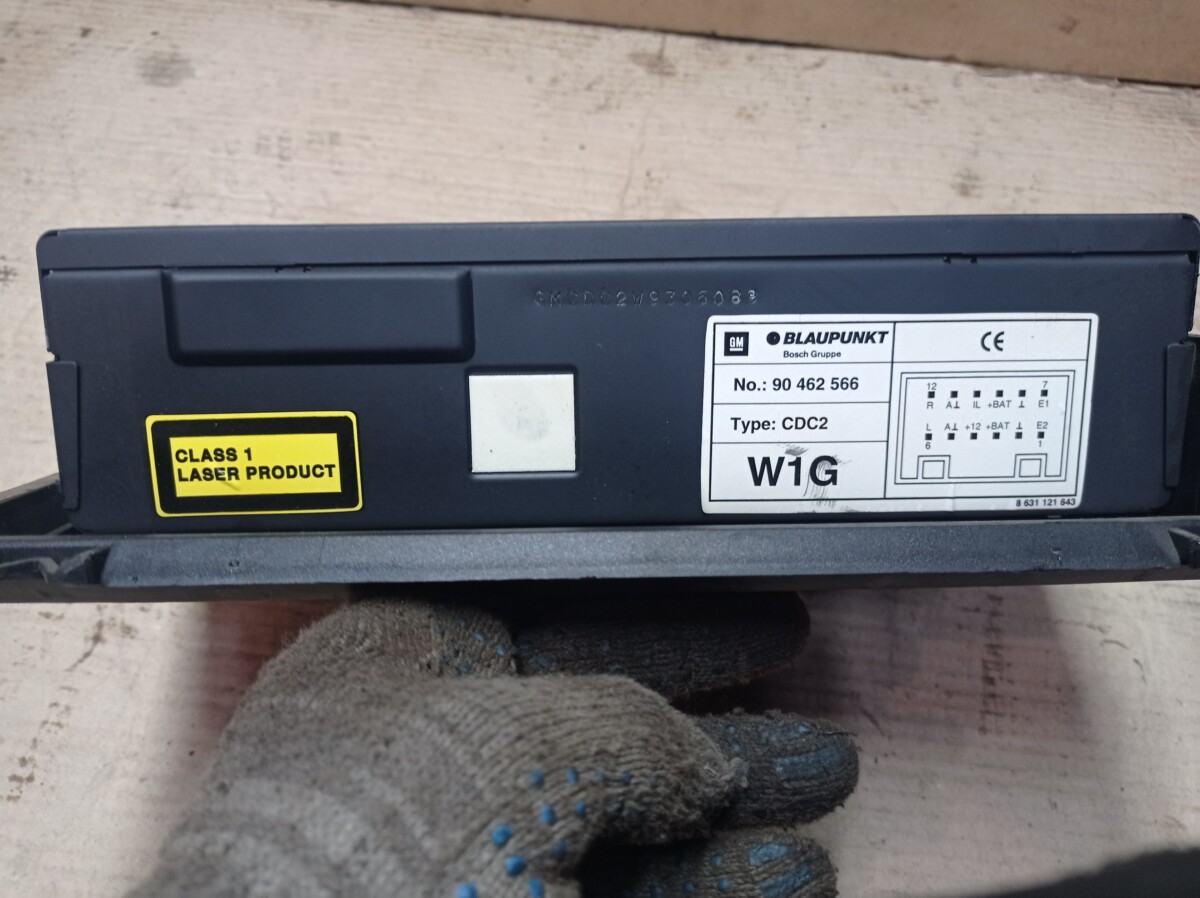 GMCDC2W9306088
GM BLAUPUNKT
Bosch Gruppe
CE
No.: 90 462 566
Type: CDC2
W1G
12 7
R A⊥ IL +BAT ⊥ E1
L A⊥ +12 +BAT ⊥ E2
6 1
8 631 121 643
CLASS 1
LASER PRODUCT